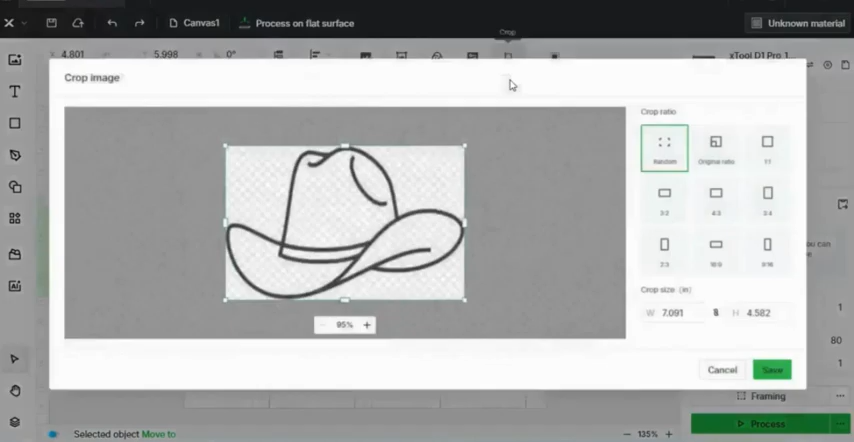 Canvas1
Process on flat surface
Unknown material
Crop
X 4.801
Y 5.998
0°
xTool D1 Pro 1
Crop image
Crop ratio
Random
Original ratio
1:1
3:2
4:3
3:4
2:3
16:9
9:16
Crop size (in)
W 7.091
H 4.582
95%
Cancel
Save
ou can
1
80
1
AI
Framing
Process
Selected object Move to
135%